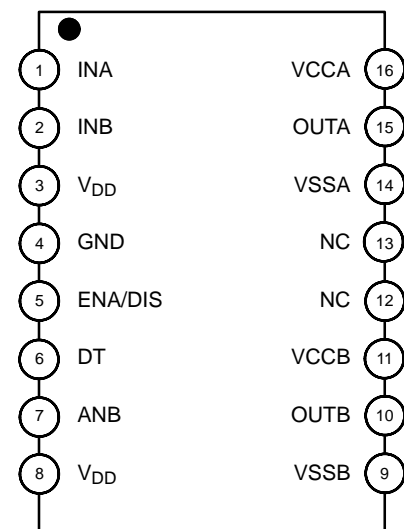 1 INA VCCA 16
2 INB OUTA 15
3 VDD VSSA 14
4 GND NC 13
5 ENA/DIS NC 12
6 DT VCCB 11
7 ANB OUTB 10
8 VDD VSSB 9